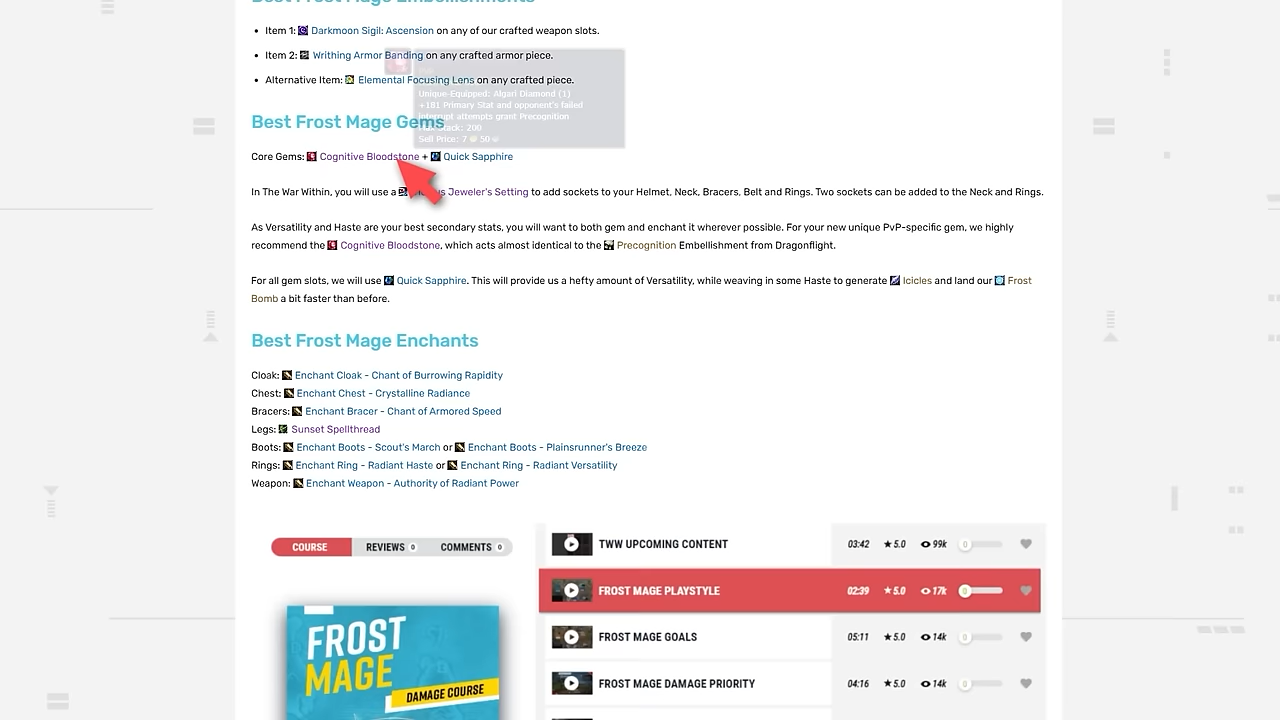 Best Frost Mage Embellishments
Item 1: Darkmoon Sigil: Ascension on any of our crafted weapon slots.
Item 2: Writhing Armor Banding on any crafted armor piece.
Alternative Item: Elemental Focusing Lens on any crafted piece.
Unique-Equipped: Algari Diamond (1)
+181 Primary Stat and opponent's failed
interrupt attempts grant Precognition
Max Stack: 200
Sell Price: 7 50
Best Frost Mage Gems
Core Gems: Cognitive Bloodstone + Quick Sapphire
In The War Within, you will use a Jeweler's Setting to add sockets to your Helmet, Neck, Bracers, Belt and Rings. Two sockets can be added to the Neck and Rings.
As Versatility and Haste are your best secondary stats, you will want to both gem and enchant it wherever possible. For your new unique PvP-specific gem, we highly
recommend the Cognitive Bloodstone, which acts almost identical to the Precognition Embellishment from Dragonflight.
For all gem slots, we will use Quick Sapphire. This will provide us a hefty amount of Versatility, while weaving in some Haste to generate Icicles and land our Frost
Bomb a bit faster than before.
Best Frost Mage Enchants
Cloak: Enchant Cloak - Chant of Burrowing Rapidity
Chest: Enchant Chest - Crystalline Radiance
Bracers: Enchant Bracer - Chant of Armored Speed
Legs: Sunset Spellthread
Boots: Enchant Boots - Scout's March or Enchant Boots - Plainsrunner's Breeze
Rings: Enchant Ring - Radiant Haste or Enchant Ring - Radiant Versatility
Weapon: Enchant Weapon - Authority of Radiant Power
COURSE REVIEWS 0 COMMENTS 0
FROST
MAGE
DAMAGE COURSE
TWW UPCOMING CONTENT 03:42 ★5.0 99k 0
FROST MAGE PLAYSTYLE 02:39 ★5.0 17k 0
FROST MAGE GOALS 05:11 ★5.0 14k 0
FROST MAGE DAMAGE PRIORITY 04:16 ★5.0 14k 0